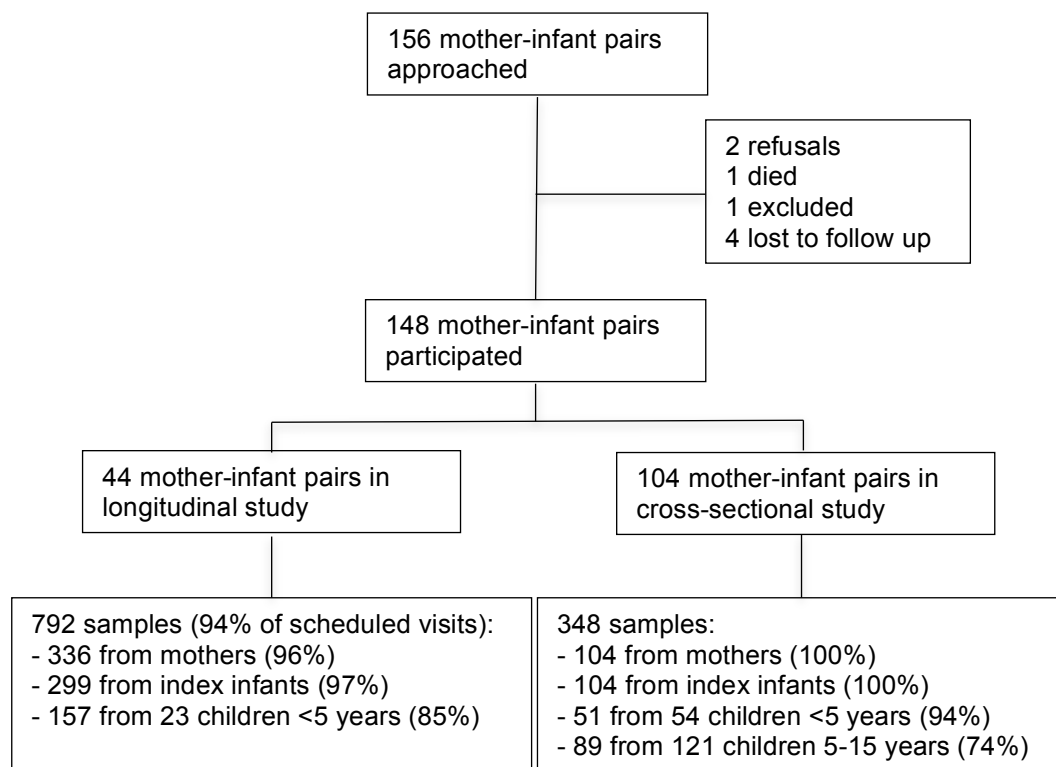 156 mother-infant pairs
approached
2 refusals
1 died
1 excluded
4 lost to follow up
148 mother-infant pairs
participated
44 mother-infant pairs in
longitudinal study
104 mother-infant pairs in
cross-sectional study
792 samples (94% of scheduled visits):
- 336 from mothers (96%)
- 299 from index infants (97%)
- 157 from 23 children <5 years (85%)
348 samples:
- 104 from mothers (100%)
- 104 from index infants (100%)
- 51 from 54 children <5 years (94%)
- 89 from 121 children 5-15 years (74%)